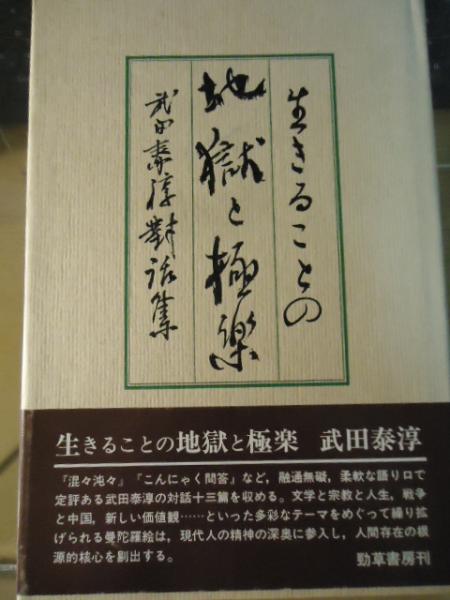 生きることの
地獄と極楽
武田泰淳對話集
生きることの地獄と極楽 武田泰淳
『混々沌々』『こんにゃく問答』など，融通無礙，柔軟な語り口で
定評ある武田泰淳の対話十三篇を収める。文学と宗教と人生，戦争
と中国，新しい価値観……といった多彩なテーマをめぐって繰り拡
げられる曼陀羅絵は，現代人の精神の深奥に参入し，人間存在の根
源的核心を剔出する。
勁草書房刊